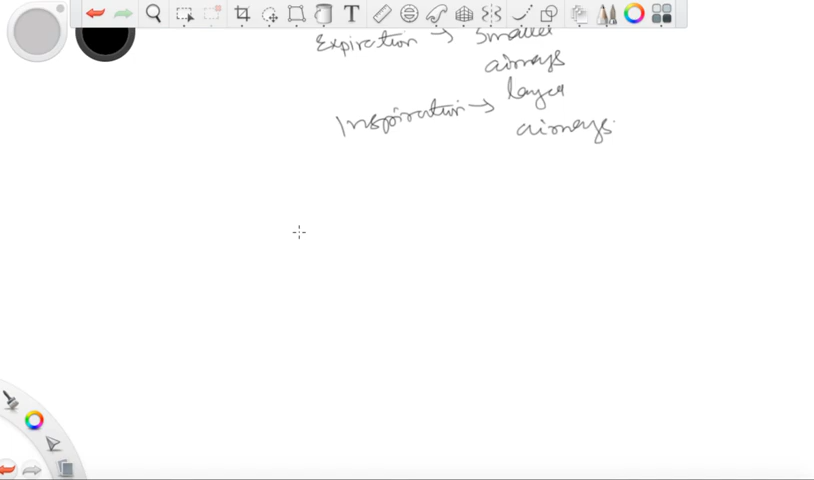 Expiration → smaller
airways
Inspiration → larger
airways.